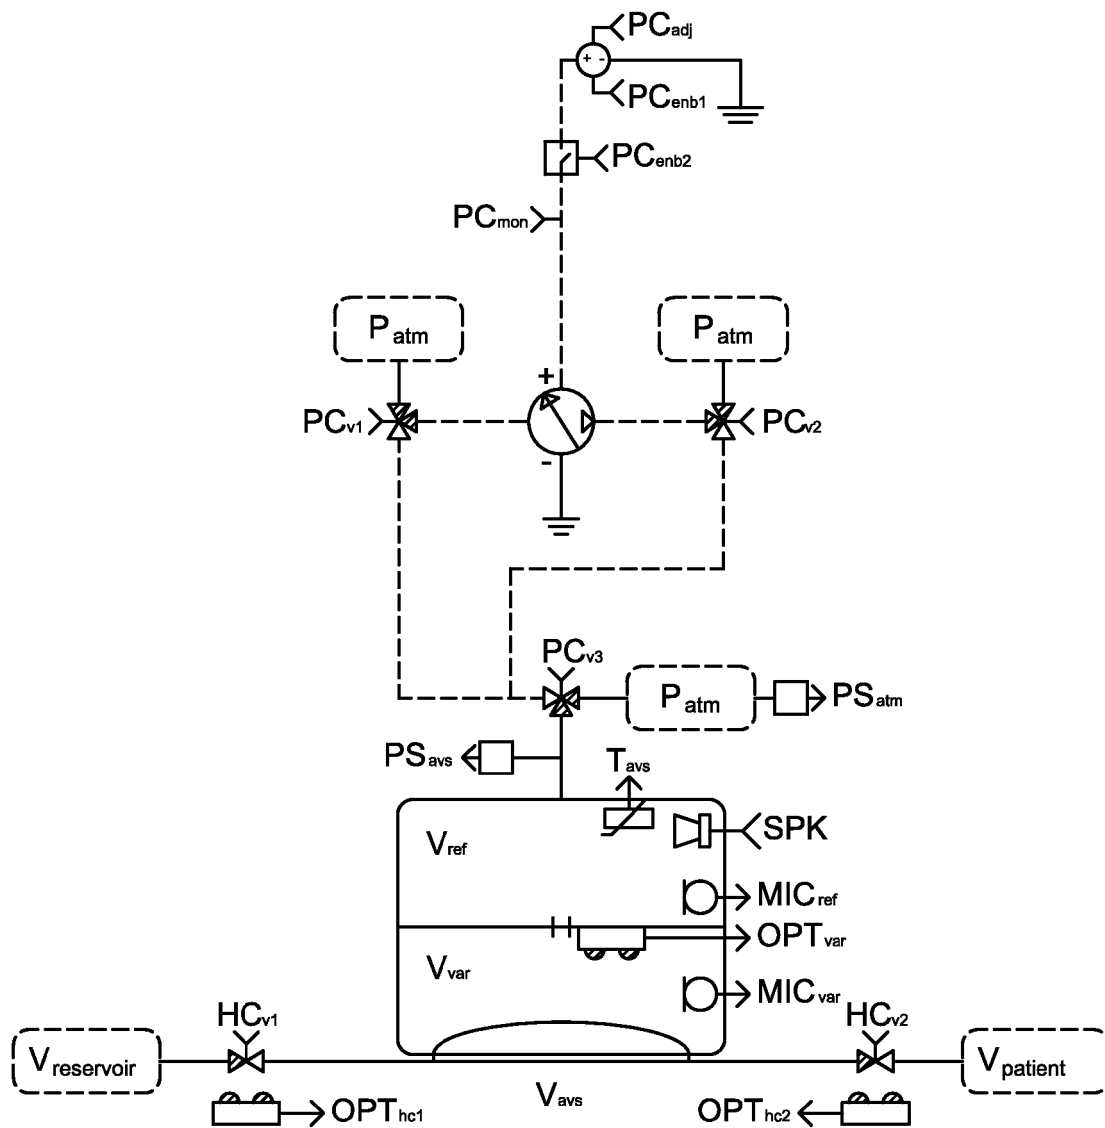 PCadj
+ -
PCenb1
PCenb2
PCmon
Patm
Patm
+
PCv1
PCv2
-
PCv3
Patm
PSatm
PSavs
Tavs
Vref
SPK
MICref
OPTvar
Vvar
MICvar
HCv1
HCv2
Vreservoir
Vpatient
Vavs
OPThc1
OPThc2